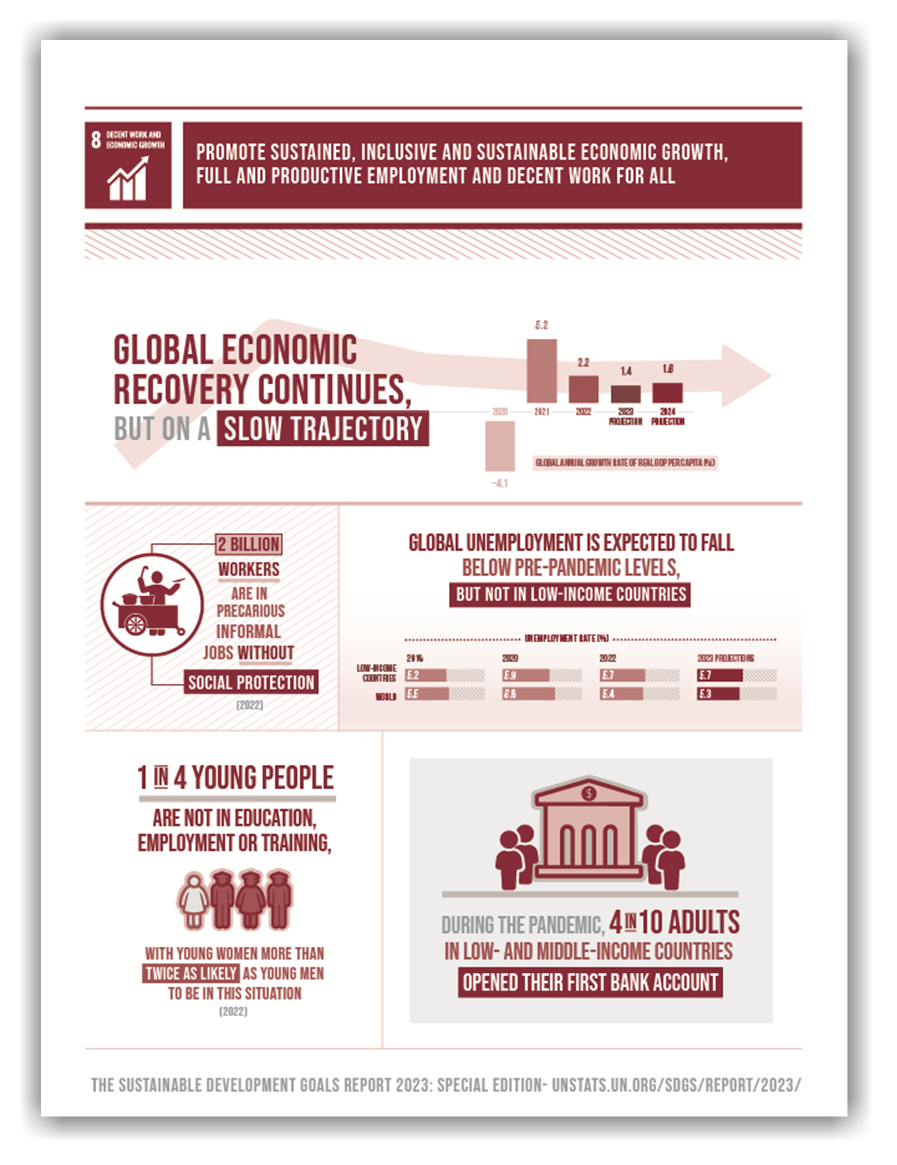 8 DECENT WORK AND
ECONOMIC GROWTH
PROMOTE SUSTAINED, INCLUSIVE AND SUSTAINABLE ECONOMIC GROWTH,
FULL AND PRODUCTIVE EMPLOYMENT AND DECENT WORK FOR ALL
GLOBAL ECONOMIC
RECOVERY CONTINUES,
BUT ON A SLOW TRAJECTORY
5.2
2.2
1.4
1.6
2020 2021 2022 2023 2024
PROJECTION PROJECTION
-4.1
GLOBAL ANNUAL GROWTH RATE OF REAL GDP PER CAPITA (%)
2 BILLION
WORKERS
ARE IN
PRECARIOUS
INFORMAL
JOBS WITHOUT
SOCIAL PROTECTION
(2022)
GLOBAL UNEMPLOYMENT IS EXPECTED TO FALL
BELOW PRE-PANDEMIC LEVELS,
BUT NOT IN LOW-INCOME COUNTRIES
UNEMPLOYMENT RATE (%)
2019 2020 2022 2023 PROJECTIONS
LOW-INCOME
COUNTRIES 5.2 5.9 5.7 5.7
WORLD 5.5 6.6 5.4 5.3
1 IN 4 YOUNG PEOPLE
ARE NOT IN EDUCATION,
EMPLOYMENT OR TRAINING,
WITH YOUNG WOMEN MORE THAN
TWICE AS LIKELY AS YOUNG MEN
TO BE IN THIS SITUATION
(2022)
$
DURING THE PANDEMIC, 4 IN 10 ADULTS
IN LOW- AND MIDDLE-INCOME COUNTRIES
OPENED THEIR FIRST BANK ACCOUNT
THE SUSTAINABLE DEVELOPMENT GOALS REPORT 2023: SPECIAL EDITION- UNSTATS.UN.ORG/SDGS/REPORT/2023/